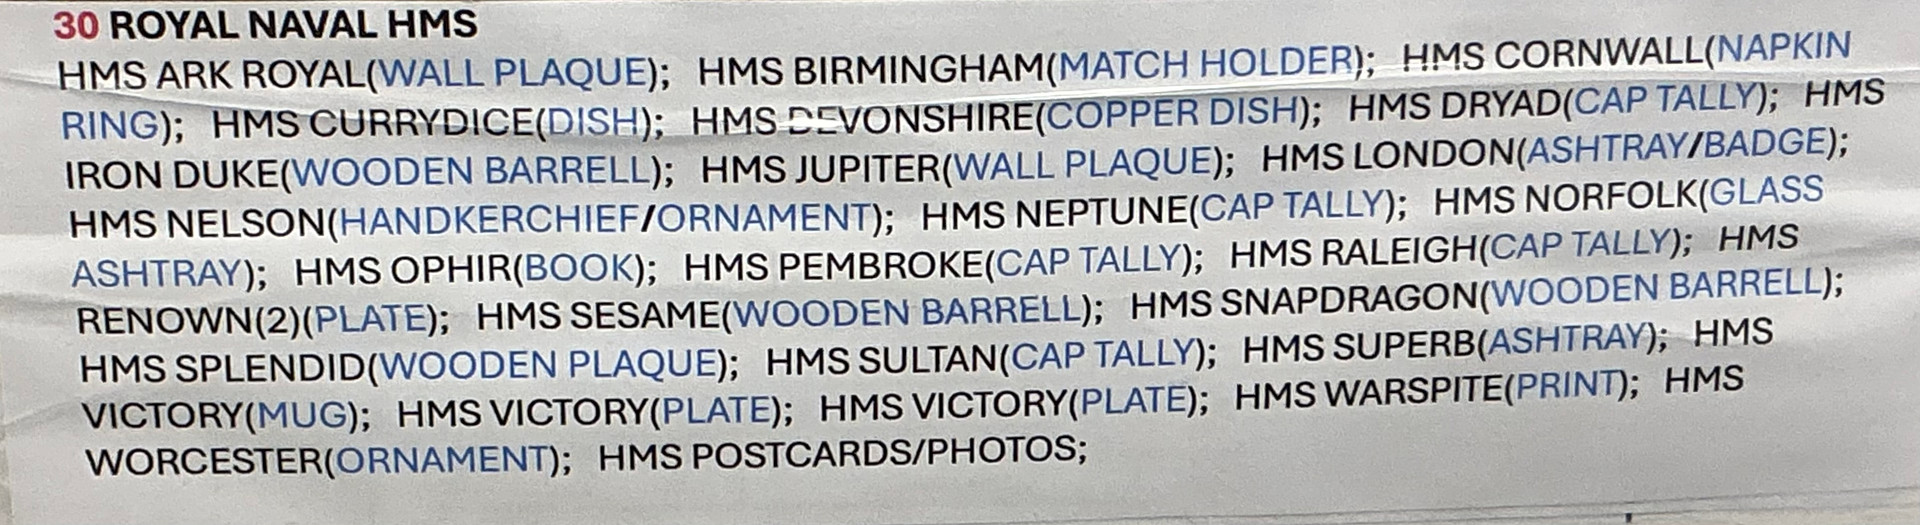 30 ROYAL NAVAL HMS
HMS ARK ROYAL(WALL PLAQUE); HMS BIRMINGHAM(MATCH HOLDER); HMS CORNWALL(NAPKIN
RING); HMS CURRYDICE(DISH); HMS DEVONSHIRE(COPPER DISH); HMS DRYAD(CAP TALLY); HMS
IRON DUKE(WOODEN BARRELL); HMS JUPITER(WALL PLAQUE); HMS LONDON(ASHTRAY/BADGE);
HMS NELSON(HANDKERCHIEF/ORNAMENT); HMS NEPTUNE(CAP TALLY); HMS NORFOLK(GLASS
ASHTRAY); HMS OPHIR(BOOK); HMS PEMBROKE(CAP TALLY); HMS RALEIGH(CAP TALLY); HMS
RENOWN(2)(PLATE); HMS SESAME(WOODEN BARRELL); HMS SNAPDRAGON(WOODEN BARRELL);
HMS SPLENDID(WOODEN PLAQUE); HMS SULTAN(CAP TALLY); HMS SUPERB(ASHTRAY); HMS
VICTORY(MUG); HMS VICTORY(PLATE); HMS VICTORY(PLATE); HMS WARSPITE(PRINT); HMS
WORCESTER(ORNAMENT); HMS POSTCARDS/PHOTOS;